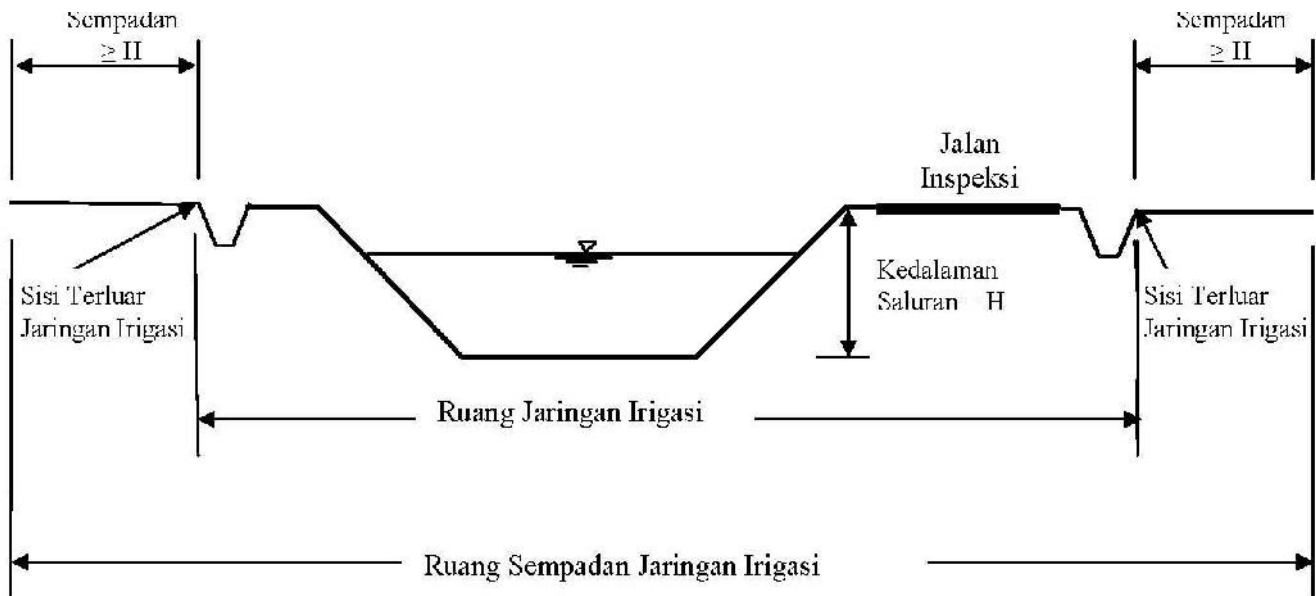 Sempadan
≥ H
Sempadan
≥ H
Jalan
Inspeksi
Kedalaman
Saluran H
Sisi Terluar
Jaringan Irigasi
Sisi Terluar
Jaringan Irigasi
Ruang Jaringan Irigasi
Ruang Sempadan Jaringan Irigasi